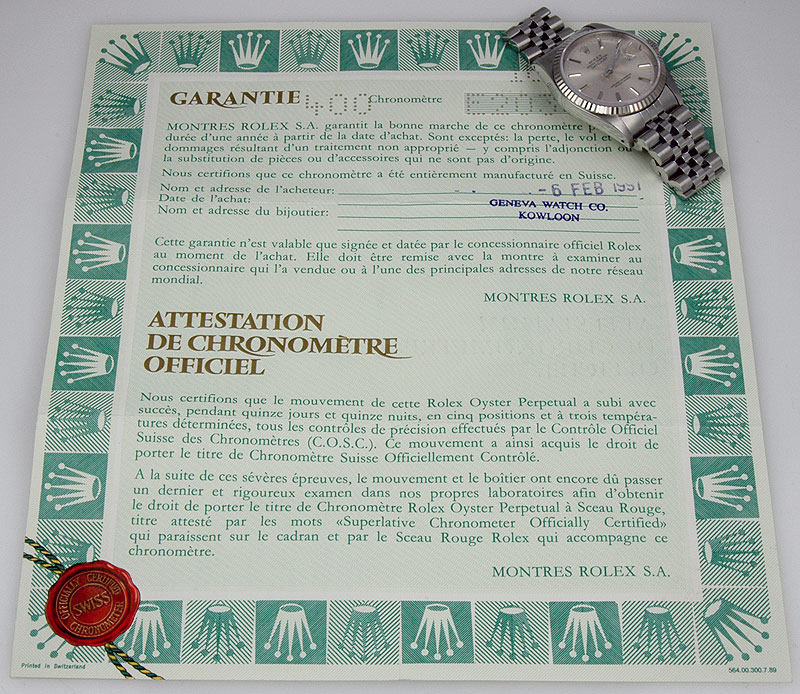 GARANTIE 400 Chronomètre
MONTRES ROLEX S.A. garantit la bonne marche de ce chronomètre
durée d'une année à partir de la date d'achat. Sont exceptés: la perte, le vol et
dommages résultant d'un traitement non approprié — y compris l'adjonction
la substitution de pièces ou d'accessoires qui ne sont pas d'origine.
Nous certifions que ce chronomètre a été entièrement manufacturé en Suisse.
Nom et adresse de l'acheteur:
Date de l'achat: -6 FEB 1991
Nom et adresse du bijoutier: GENEVA WATCH CO.
KOWLOON
Cette garantie n'est valable que signée et datée par le concessionnaire officiel Rolex
au moment de l'achat. Elle doit être remise avec la montre à examiner au
concessionnaire qui l'a vendue ou à l'une des principales adresses de notre réseau
mondial.
MONTRES ROLEX S.A.
ATTESTATION
DE CHRONOMÈTRE
OFFICIEL
Nous certifions que le mouvement de cette Rolex Oyster Perpetual a subi avec
succès, pendant quinze jours et quinze nuits, en cinq positions et à trois tempéra-
tures déterminées, tous les contrôles de précision effectués par le Contrôle Officiel
Suisse des Chronomètres (C.O.S.C.). Ce mouvement a ainsi acquis le droit de
porter le titre de Chronomètre Suisse Officiellement Contrôlé.
A la suite de ces sévères épreuves, le mouvement et le boîtier ont encore dû passer
un dernier et rigoureux examen dans nos propres laboratoires afin d'obtenir
le droit de porter le titre de Chronomètre Rolex Oyster Perpetual à Sceau Rouge,
titre attesté par les mots «Superlative Chronometer Officially Certified»
qui paraissent sur le cadran et par le Sceau Rouge Rolex qui accompagne ce
chronomètre.
MONTRES ROLEX S.A.
OFFICIALLY CERTIFIED
SWISS
CHRONOMETER
Printed in Switzerland
564.00.300.7.89